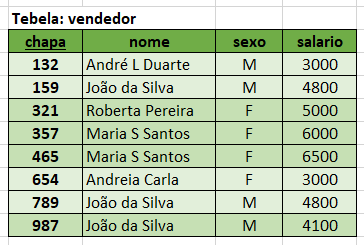 Tebela: vendedor
chapa nome sexo salario
132 André L Duarte M 3000
159 João da Silva M 4800
321 Roberta Pereira F 5000
357 Maria S Santos F 6000
465 Maria S Santos F 6500
654 Andreia Carla F 3000
789 João da Silva M 4800
987 João da Silva M 4100